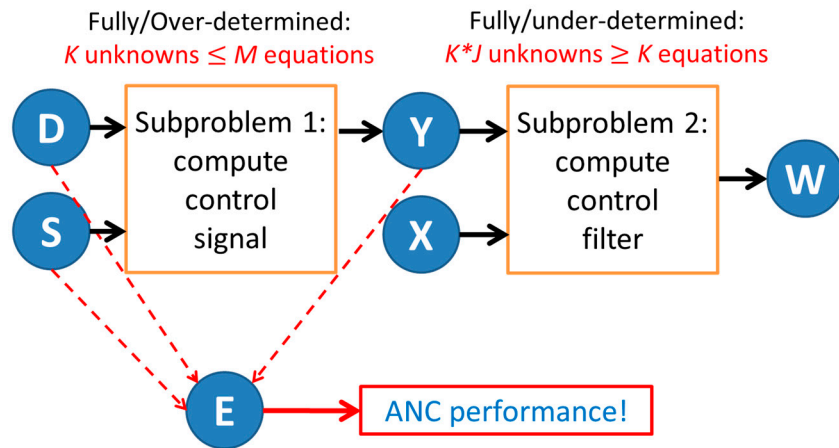 Fully/Over-determined:
K unknowns ≤ M equations
Fully/under-determined:
K*J unknowns ≥ K equations
D
S
Subproblem 1:
compute
control
signal
Y
X
Subproblem 2:
compute
control
filter
W
E
ANC performance!